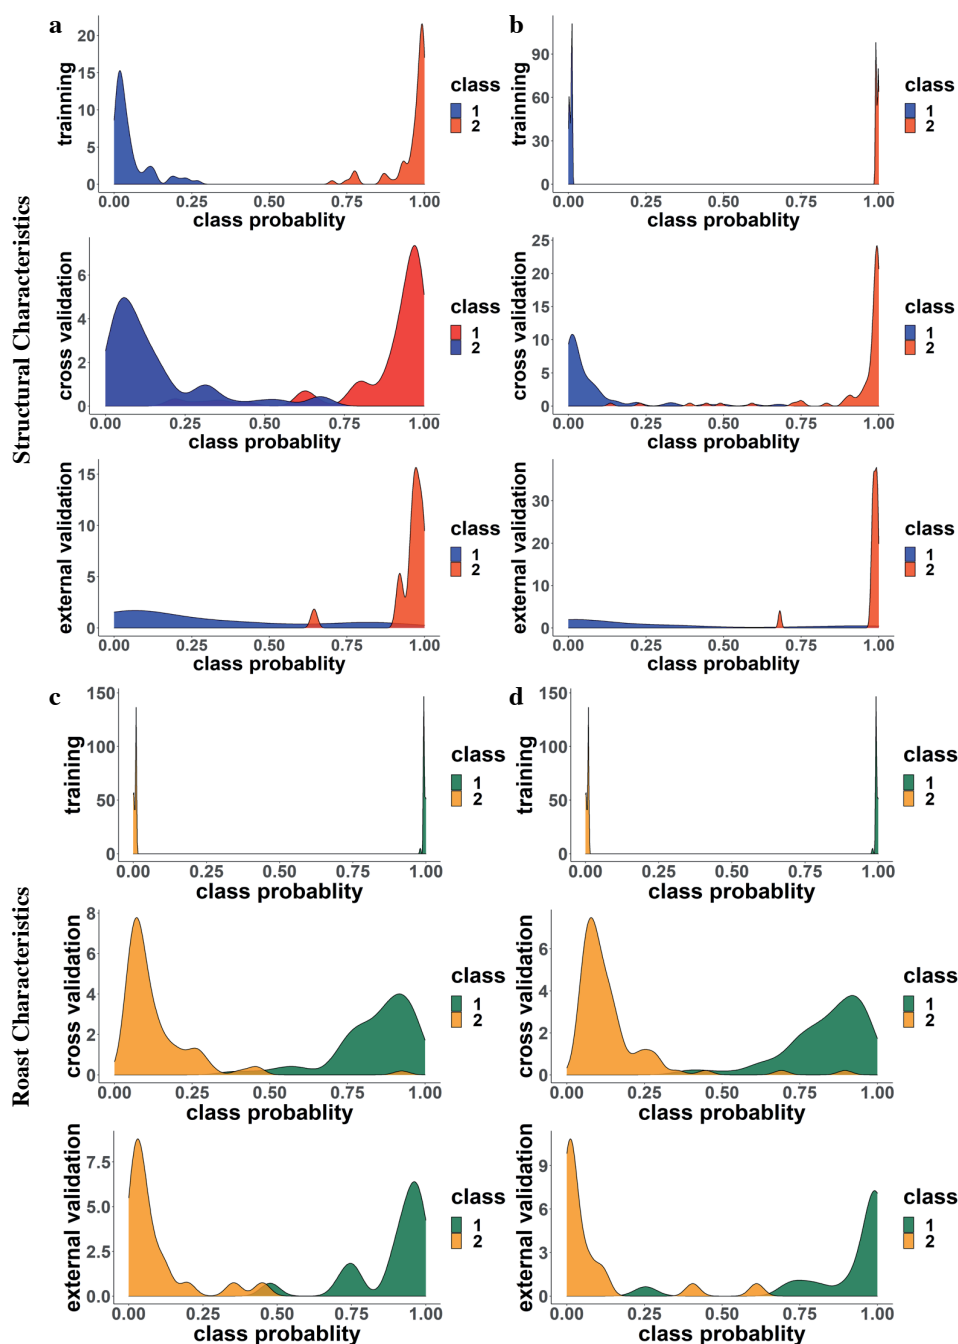 Structural Characteristics
a
trainning
20
15
10
5
0
0.00 0.25 0.50 0.75 1.00
class probablity
class
1
2
b
trainning
90
60
30
0
0.00 0.25 0.50 0.75 1.00
class probablity
class
1
2
cross validation
6
4
2
0
0.00 0.25 0.50 0.75 1.00
class probablity
class
1
2
cross validation
25
20
15
10
5
0
0.00 0.25 0.50 0.75 1.00
class probablity
class
1
2
external validation
15
10
5
0
0.00 0.25 0.50 0.75 1.00
class probablity
class
1
2
external validation
30
20
10
0
0.00 0.25 0.50 0.75 1.00
class probablity
class
1
2
Roast Characteristics
c
training
150
100
50
0
0.00 0.25 0.50 0.75 1.00
class probablity
class
1
2
d
training
150
100
50
0
0.00 0.25 0.50 0.75 1.00
class probablity
class
1
2
cross validation
8
6
4
2
0
0.00 0.25 0.50 0.75 1.00
class probablity
class
1
2
cross validation
6
4
2
0
0.00 0.25 0.50 0.75 1.00
class probablity
class
1
2
external validation
7.5
5.0
2.5
0.0
0.00 0.25 0.50 0.75 1.00
class probablity
class
1
2
external validation
9
6
3
0
0.00 0.25 0.50 0.75 1.00
class probablity
class
1
2